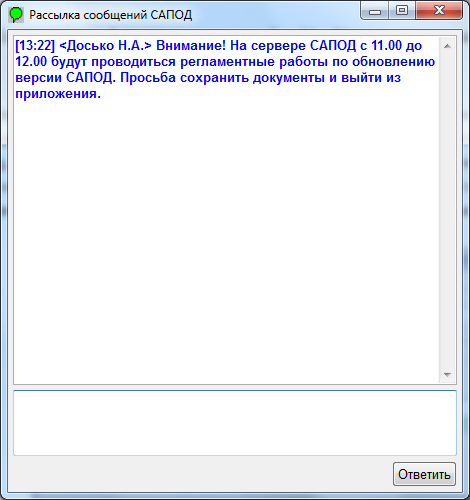 Рассылка сообщений САПОД
[13:22] <Досько Н.А.> Внимание! На сервере САПОД с 11.00 до
12.00 будут проводиться регламентные работы по обновлению
версии САПОД. Просьба сохранить документы и выйти из
приложения.
Ответить